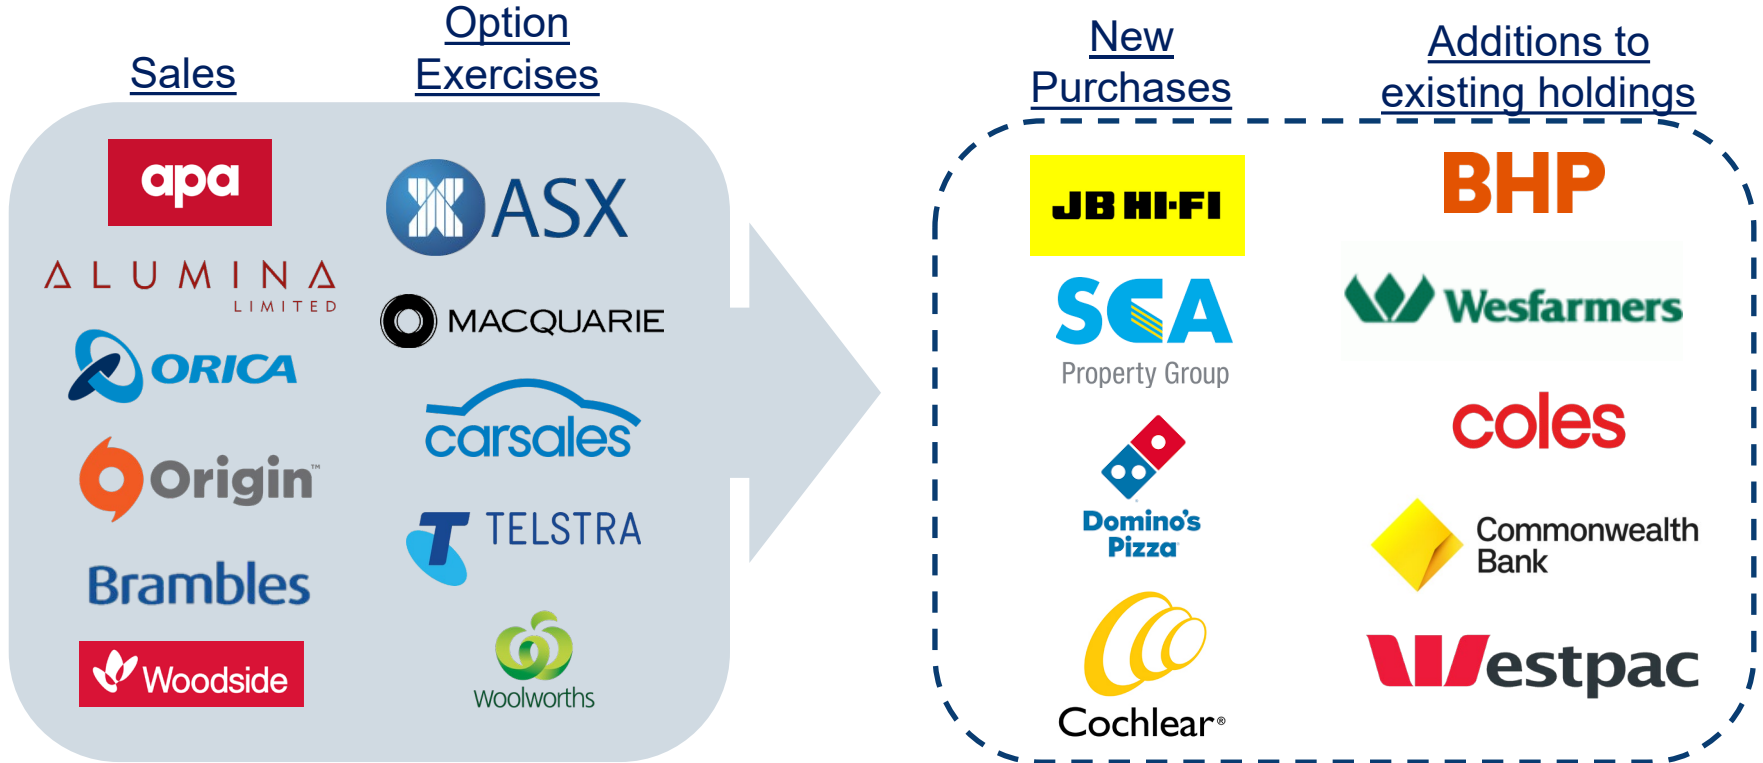 Sales
Option
Exercises
apa
ALUMINA
LIMITED
ORICA
Origin™
Brambles
Woodside
ASX
MACQUARIE
carsales
TELSTRA
Woolworths
New
Purchases
JB HI-FI
SCA
Property Group
Domino's
Pizza
Cochlear®
Additions to
existing holdings
BHP
Wesfarmers
coles
Commonwealth
Bank
Westpac